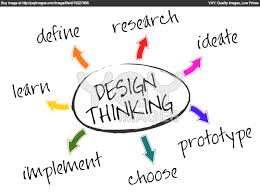 define
research
ideate
learn
DESIGN
THINKING
prototype
implement
choose